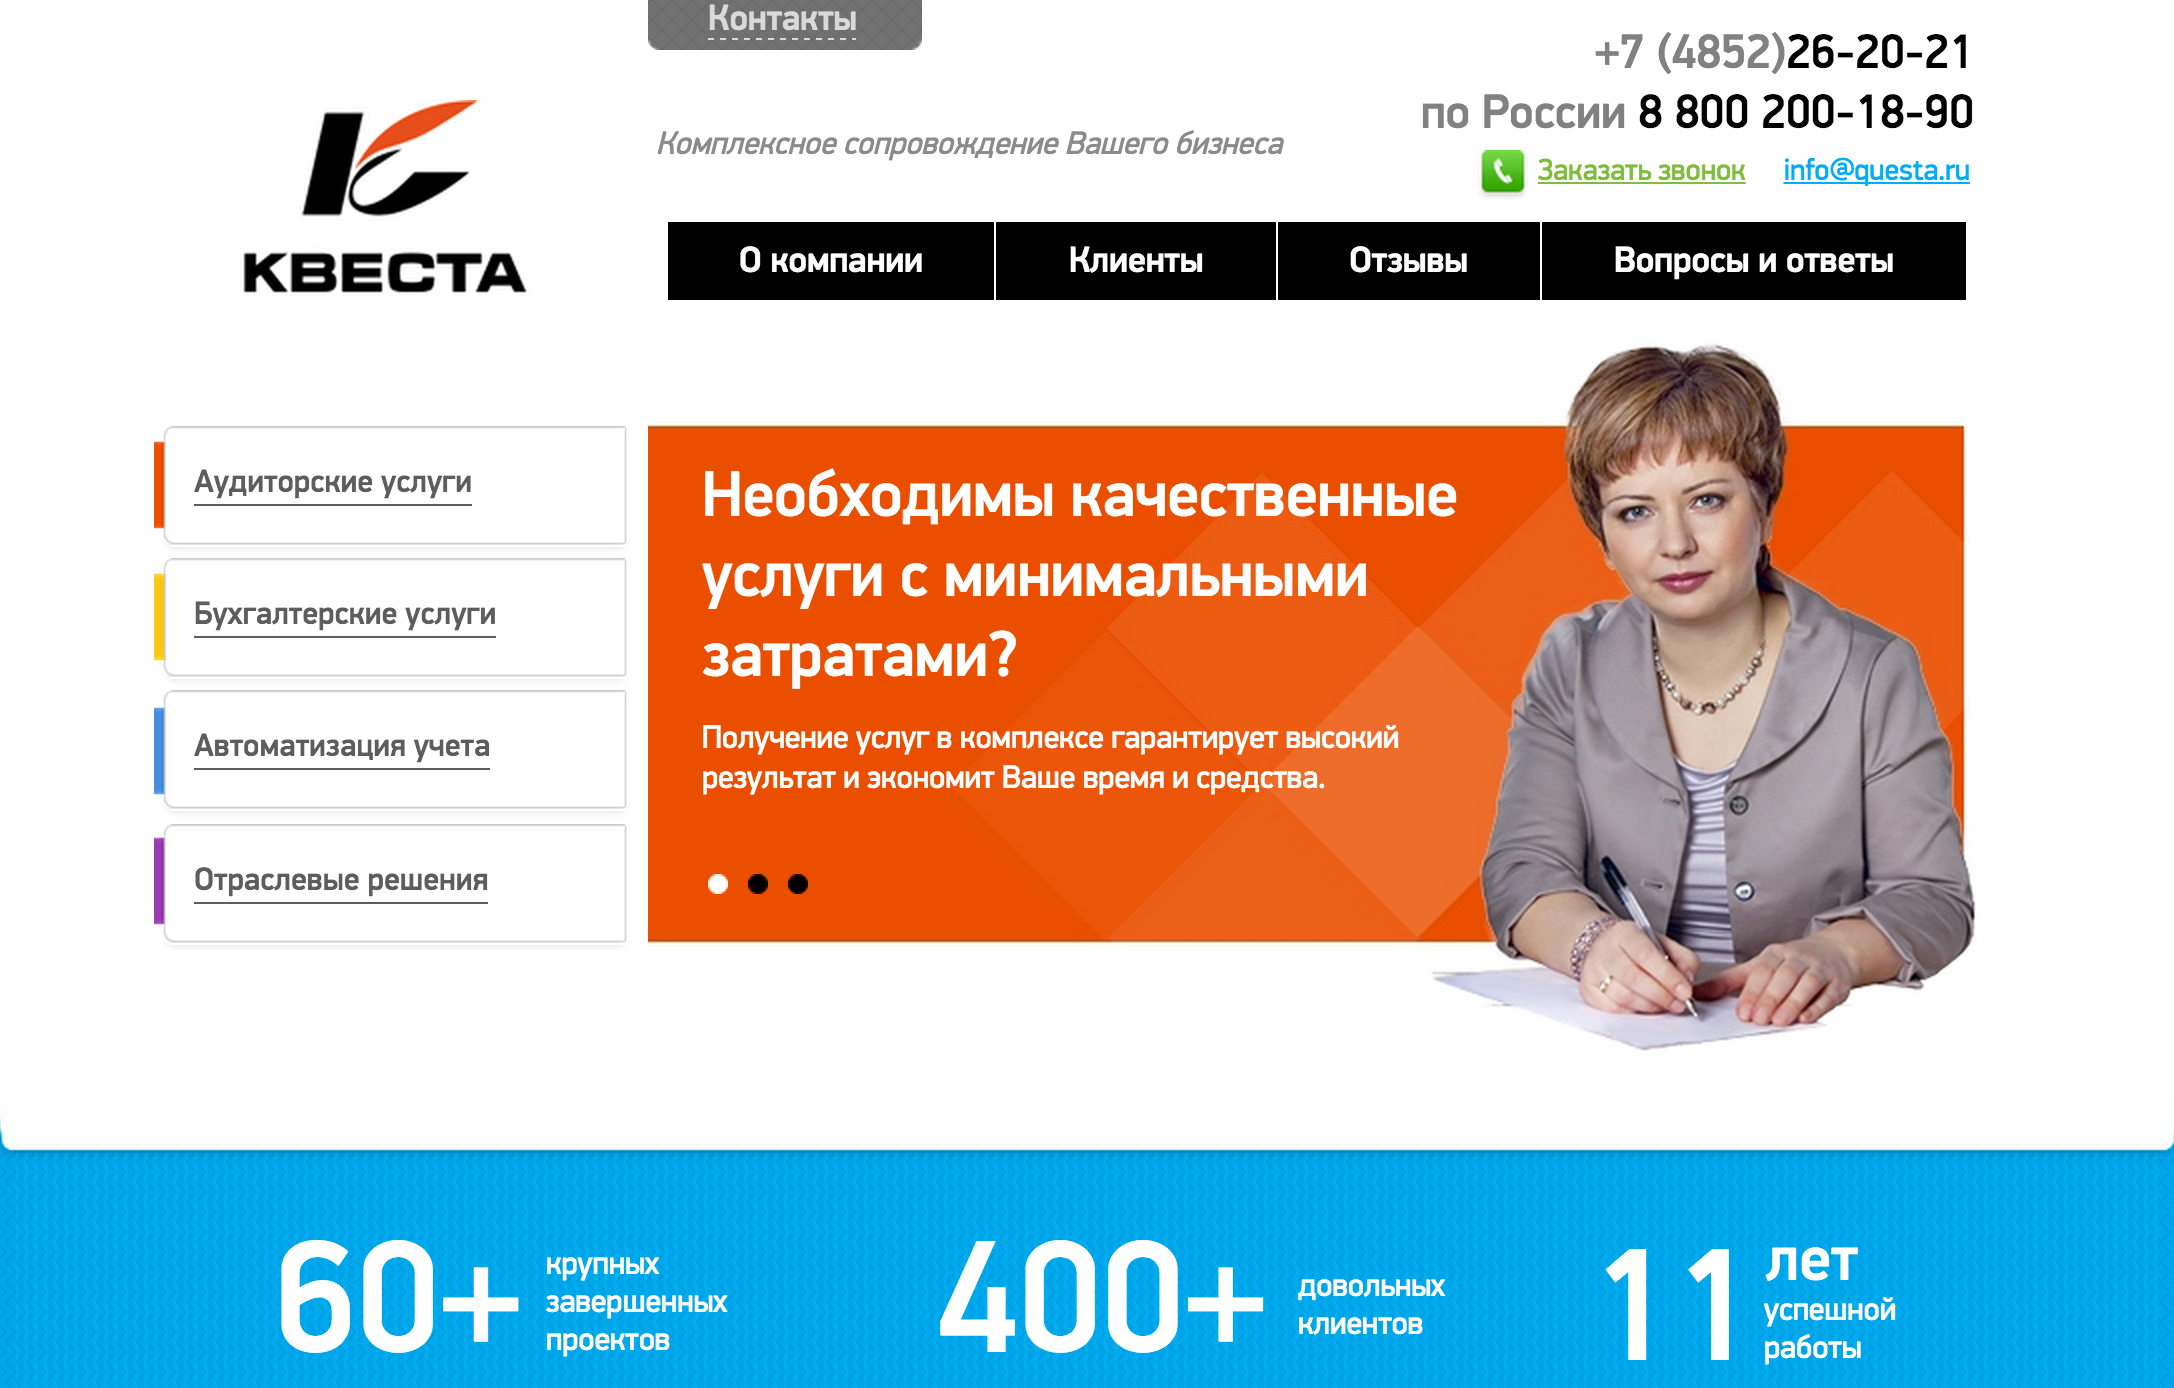 Контакты
+7 (4852)26-20-21
по России 8 800 200-18-90
Комплексное сопровождение Вашего бизнеса
Заказать звонок info@questa.ru
КВЕСТА
О компании Клиенты Отзывы Вопросы и ответы
Аудиторские услуги
Бухгалтерские услуги
Автоматизация учета
Отраслевые решения
Необходимы качественные
услуги с минимальными
затратами?
Получение услуг в комплексе гарантирует высокий
результат и экономит Ваше время и средства.
60+
крупных
завершенных
проектов
400+
довольных
клиентов
11 лет
успешной
работы